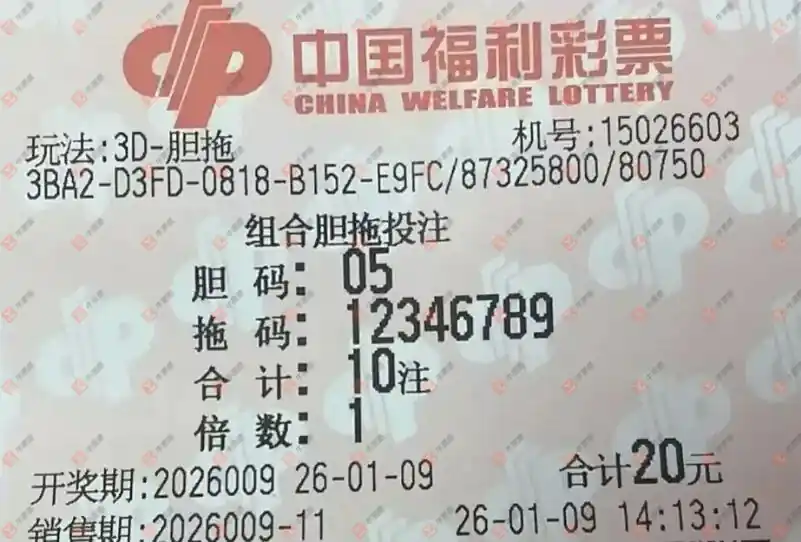 中国福利彩票
CHINA WELFARE LOTTERY
玩法:3D-胆拖 机号:15026603
3BA2-D3FD-0818-B152-E9FC/87325800/80750
组合胆拖投注
胆 码: 05
拖 码: 12346789
合 计: 10注
倍 数: 1
开奖期:2026009 26-01-09 合计20元
销售期:2026009-11 26-01-09 14:13:12